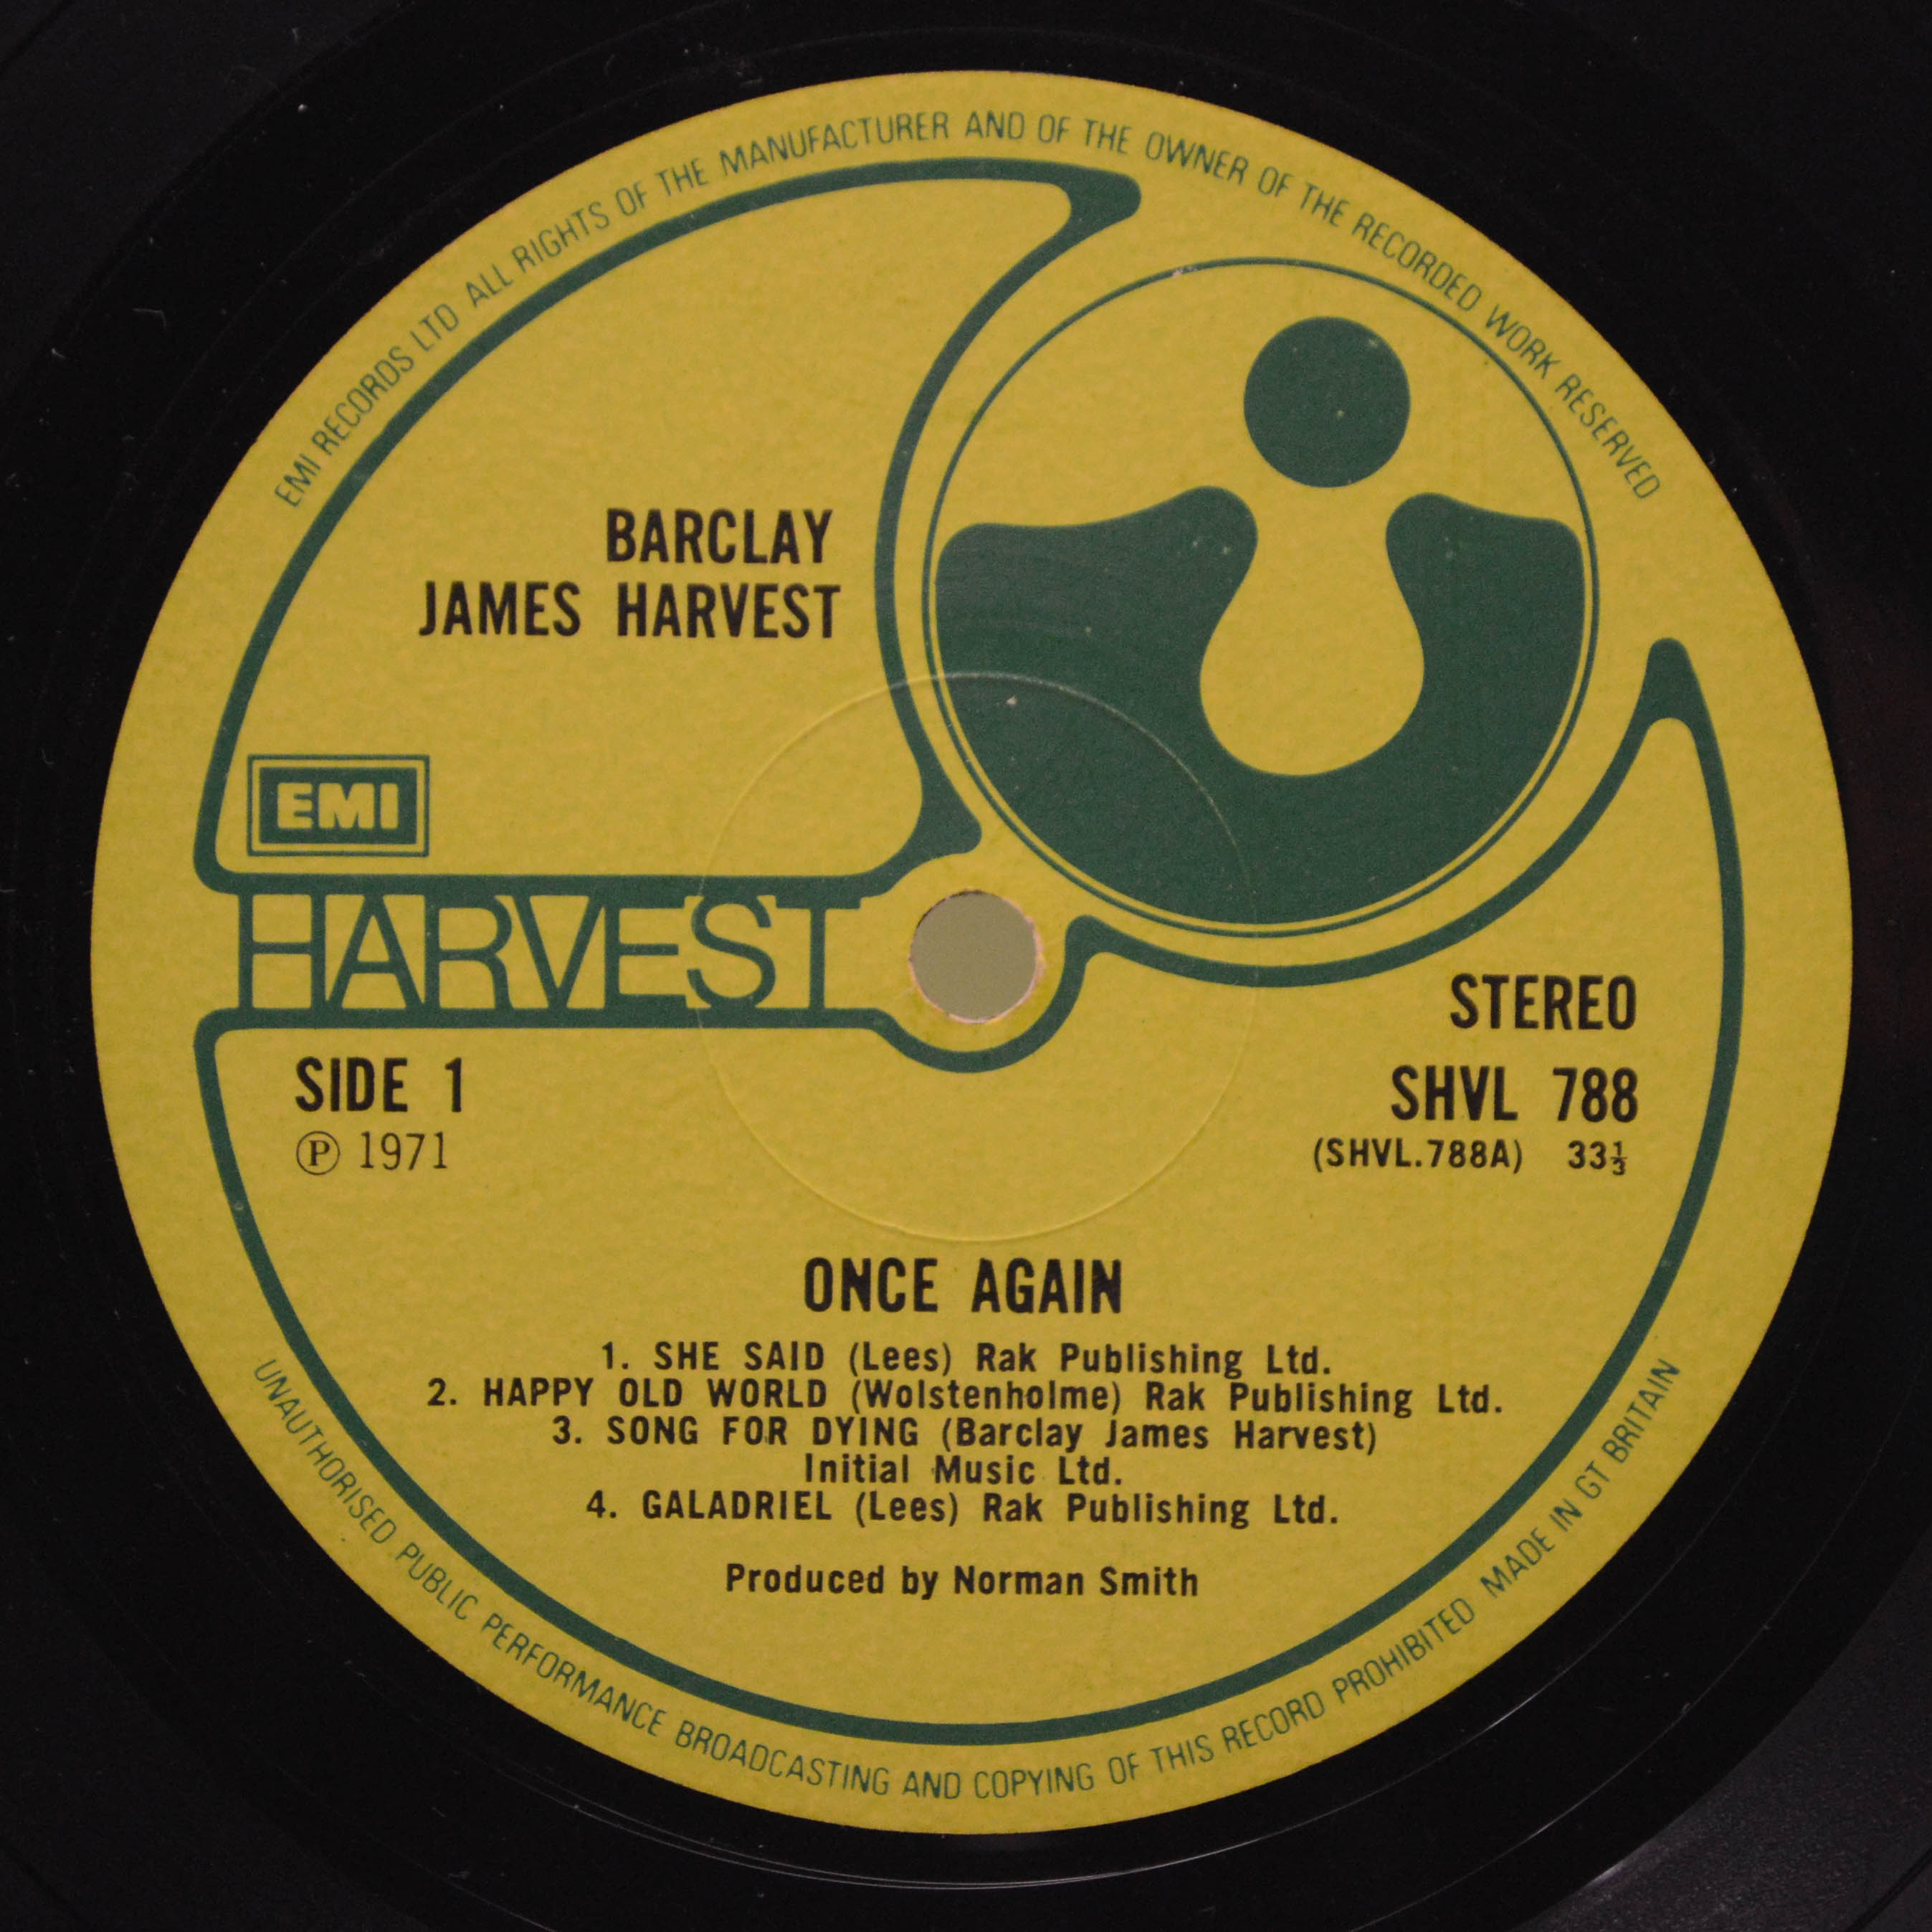 EMI RECORDS LTD ALL RIGHTS OF THE MANUFACTURER AND OF THE OWNER OF THE RECORDED WORK RESERVED
BARCLAY
JAMES HARVEST
EMI
HARVEST
SIDE 1
Ⓟ 1971
STEREO
SHVL 788
(SHVL.788A) 33⅓
ONCE AGAIN
1. SHE SAID (Lees) Rak Publishing Ltd.
2. HAPPY OLD WORLD (Wolstenholme) Rak Publishing Ltd.
3. SONG FOR DYING (Barclay James Harvest)
Initial Music Ltd.
4. GALADRIEL (Lees) Rak Publishing Ltd.
Produced by Norman Smith
UNAUTHORISED PUBLIC PERFORMANCE BROADCASTING AND COPYING OF THIS RECORD PROHIBITED MADE IN GT BRITAIN